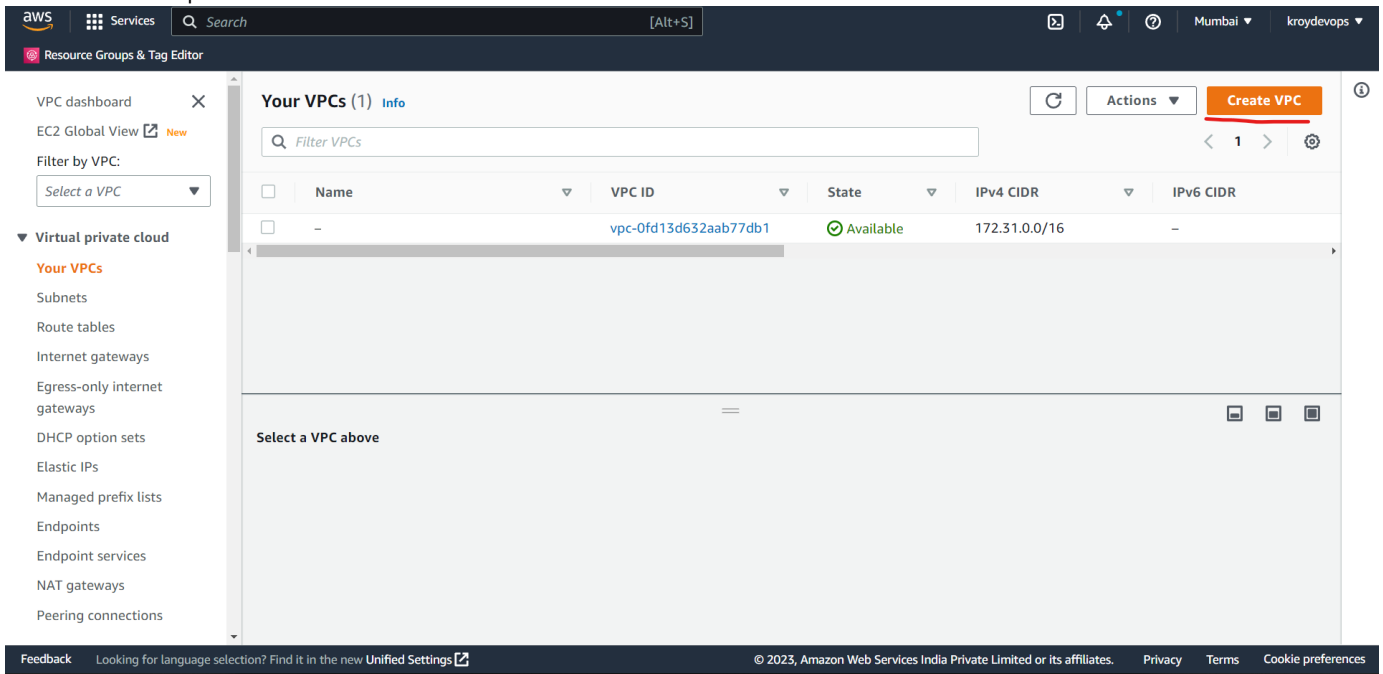 aws
Services
Search
[Alt+S]
Mumbai ▼
kroydevops ▼
Resource Groups & Tag Editor
VPC dashboard
EC2 Global View New
Filter by VPC:
Select a VPC
Virtual private cloud
Your VPCs
Subnets
Route tables
Internet gateways
Egress-only internet
gateways
DHCP option sets
Elastic IPs
Managed prefix lists
Endpoints
Endpoint services
NAT gateways
Peering connections
Your VPCs (1) Info
Actions ▼
Create VPC
Filter VPCs
1
Name VPC ID State IPv4 CIDR IPv6 CIDR
– vpc-0fd13d632aab77db1 Available 172.31.0.0/16 –
Select a VPC above
Feedback Looking for language selection? Find it in the new Unified Settings © 2023, Amazon Web Services India Private Limited or its affiliates. Privacy Terms Cookie preferences